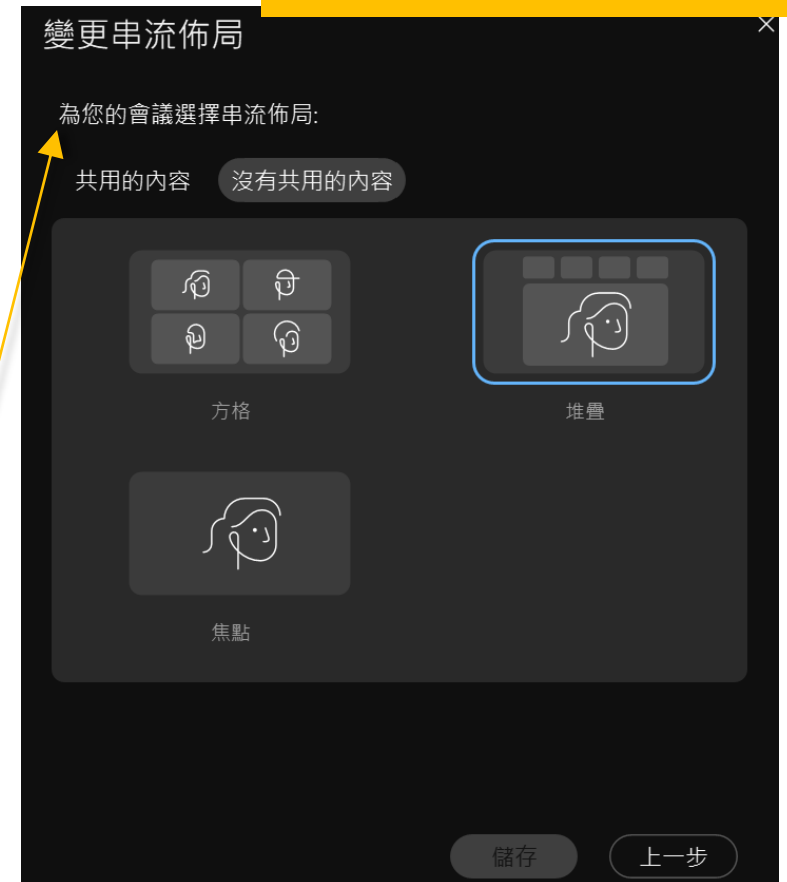 變更串流佈局
為您的會議選擇串流佈局:
共用的內容 沒有共用的內容
方格 堆疊
焦點
儲存 上一步